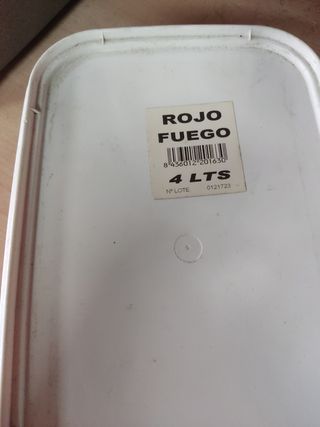 ROJO
FUEGO
8 436012 201630
4 LTS
Nº LOTE 0121723